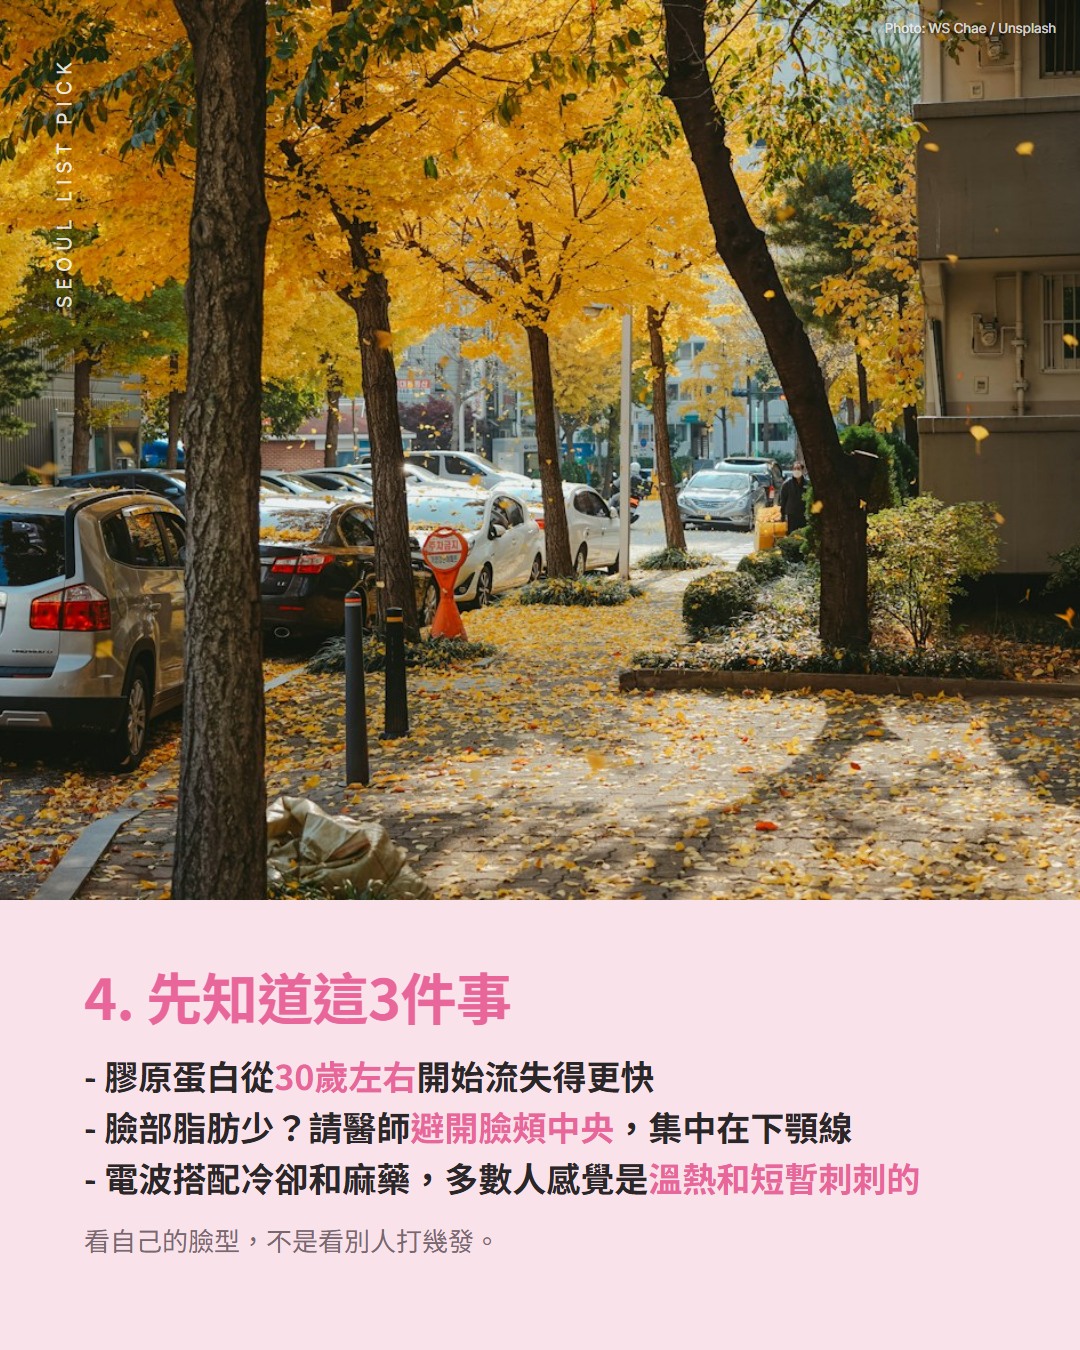 Photo: WS Chae / Unsplash
SEOUL LIST PICK
주차금지
4. 先知道這3件事
- 膠原蛋白從30歲左右開始流失得更快
- 臉部脂肪少？請醫師避開臉頰中央，集中在下顎線
- 電波搭配冷卻和麻藥，多數人感覺是溫熱和短暫刺刺的
看自己的臉型，不是看別人打幾發。